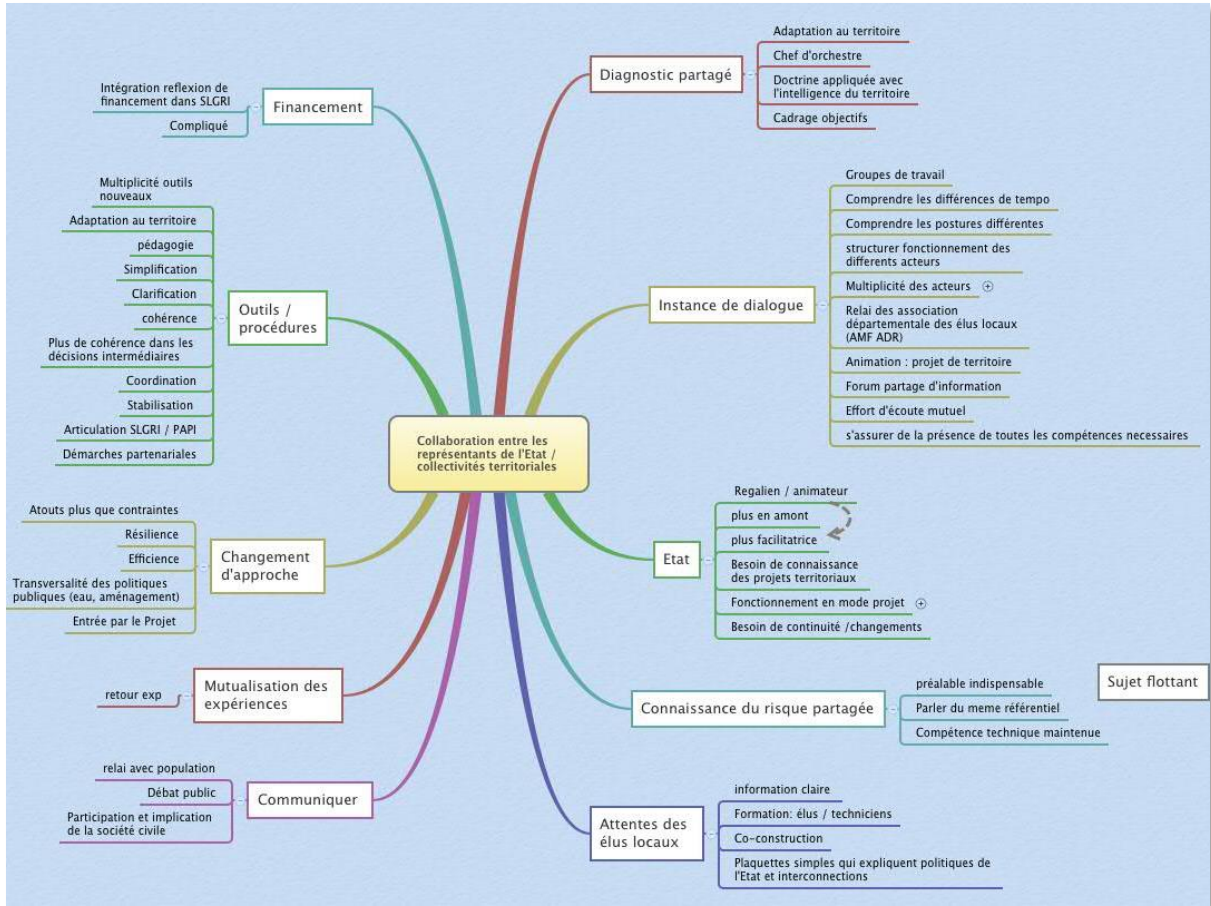 Collaboration entre les
représentants de l'Etat /
collectivités territoriales
Diagnostic partagé
Adaptation au territoire
Chef d'orchestre
Doctrine appliquée avec
l'intelligence du territoire
Cadrage objectifs
Instance de dialogue
Groupes de travail
Comprendre les différences de tempo
Comprendre les postures différentes
structurer fonctionnement des
differents acteurs
Multiplicité des acteurs
Relai des association
départementale des élus locaux
(AMF ADR)
Animation : projet de territoire
Forum partage d'information
Effort d'écoute mutuel
s'assurer de la présence de toutes les compétences necessaires
Etat
Regalien / animateur
plus en amont
plus facilitatrice
Besoin de connaissance
des projets territoriaux
Fonctionnement en mode projet
Besoin de continuité /changements
Sujet flottant
Connaissance du risque partagée
préalable indispensable
Parler du meme référentiel
Compétence technique maintenue
Attentes des
élus locaux
information claire
Formation: élus / techniciens
Co-construction
Plaquettes simples qui expliquent politiques de
l'Etat et interconnections
Financement
Intégration reflexion de
financement dans SLGRI
Compliqué
Outils /
procédures
Multiplicité outils
nouveaux
Adaptation au territoire
pédagogie
Simplification
Clarification
cohérence
Plus de cohérence dans les
décisions intermédiaires
Coordination
Stabilisation
Articulation SLGRI / PAPI
Démarches partenariales
Changement
d'approche
Atouts plus que contraintes
Résilience
Efficience
Transversalité des politiques
publiques (eau, aménagement)
Entrée par le Projet
Mutualisation des
expériences
retour exp
Communiquer
relai avec population
Débat public
Participation et implication
de la société civile